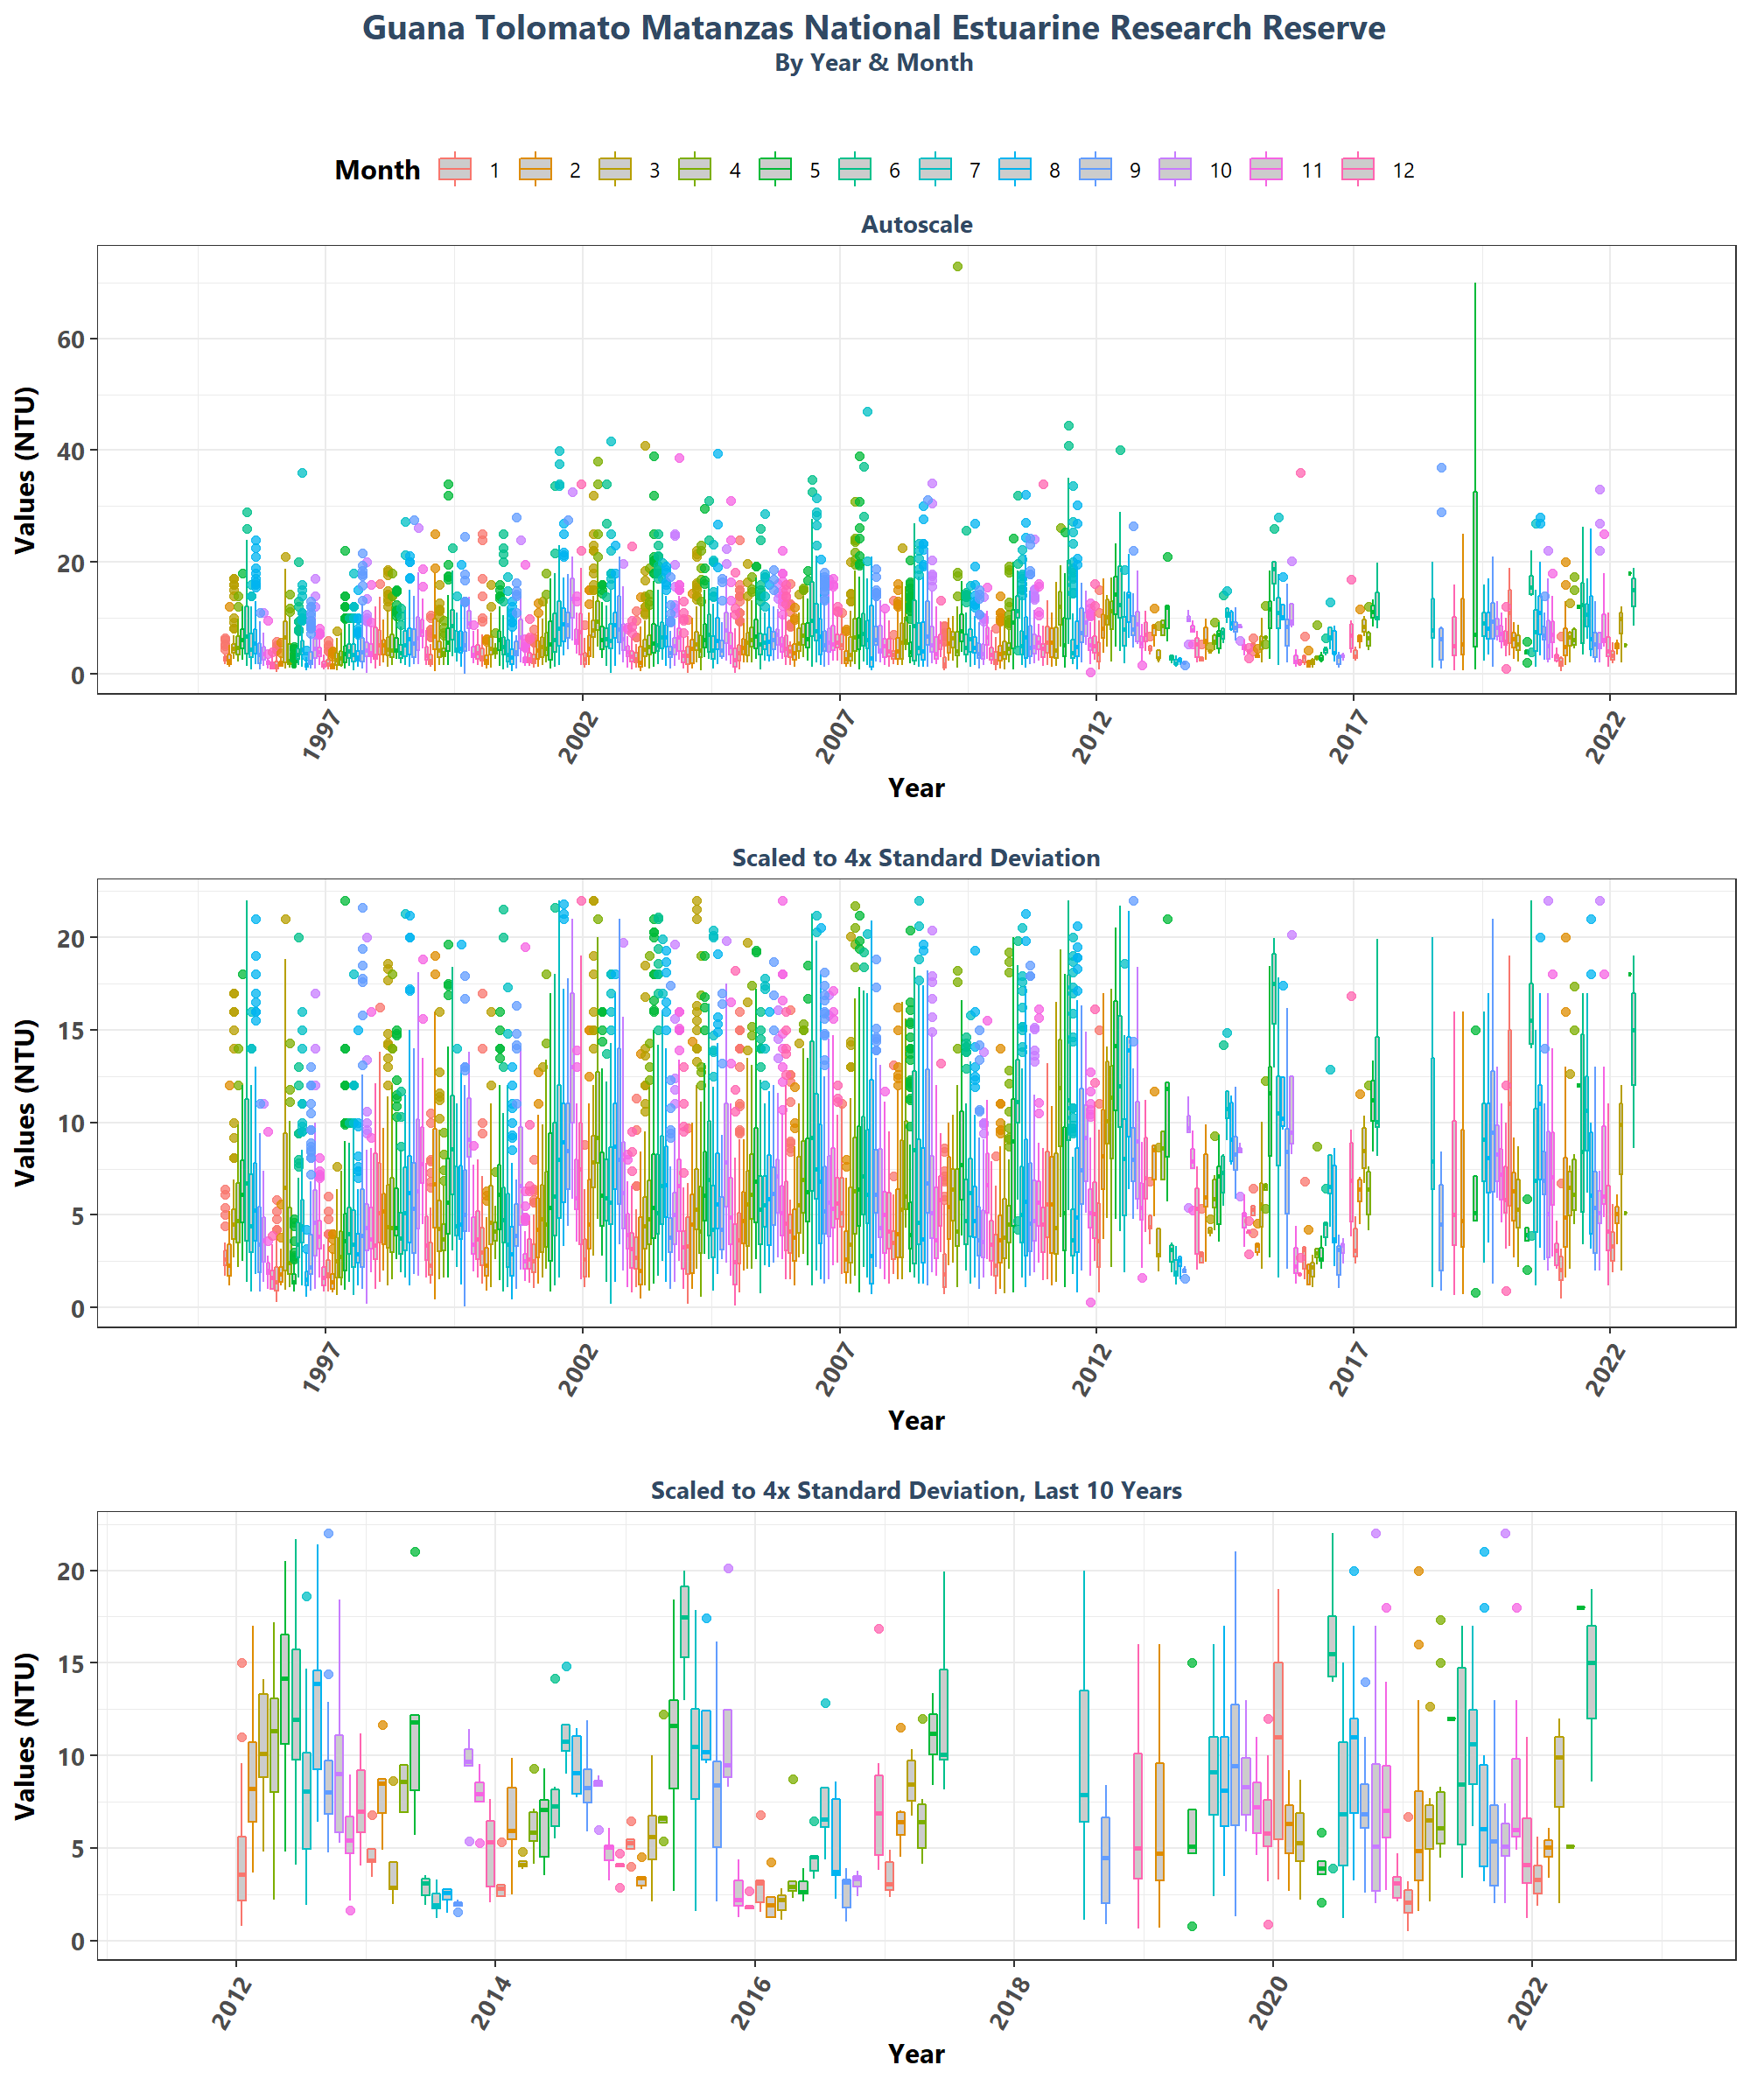 Guana Tolomato Matanzas National Estuarine Research Reserve
By Year & Month
Month 1 2 3 4 5 6 7 8 9 10 11 12
Autoscale
Values (NTU)
60
40
20
0
1997 2002 2007 2012 2017 2022
Year
Scaled to 4x Standard Deviation
Values (NTU)
20
15
10
5
0
1997 2002 2007 2012 2017 2022
Year
Scaled to 4x Standard Deviation, Last 10 Years
Values (NTU)
20
15
10
5
0
2012 2014 2016 2018 2020 2022
Year